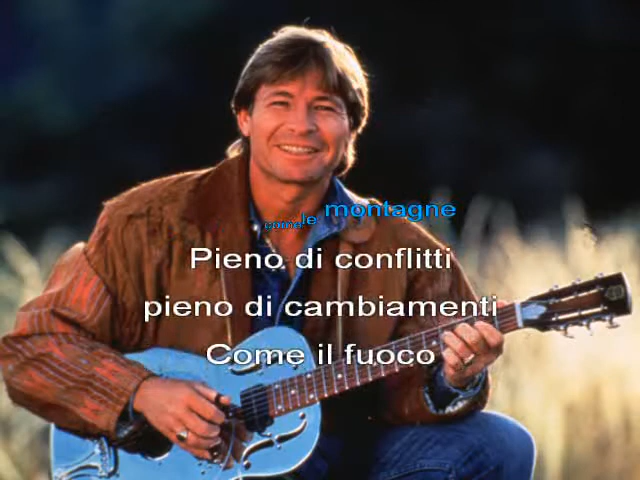 come le montagne
Pieno di conflitti
pieno di cambiamenti
Come il fuoco